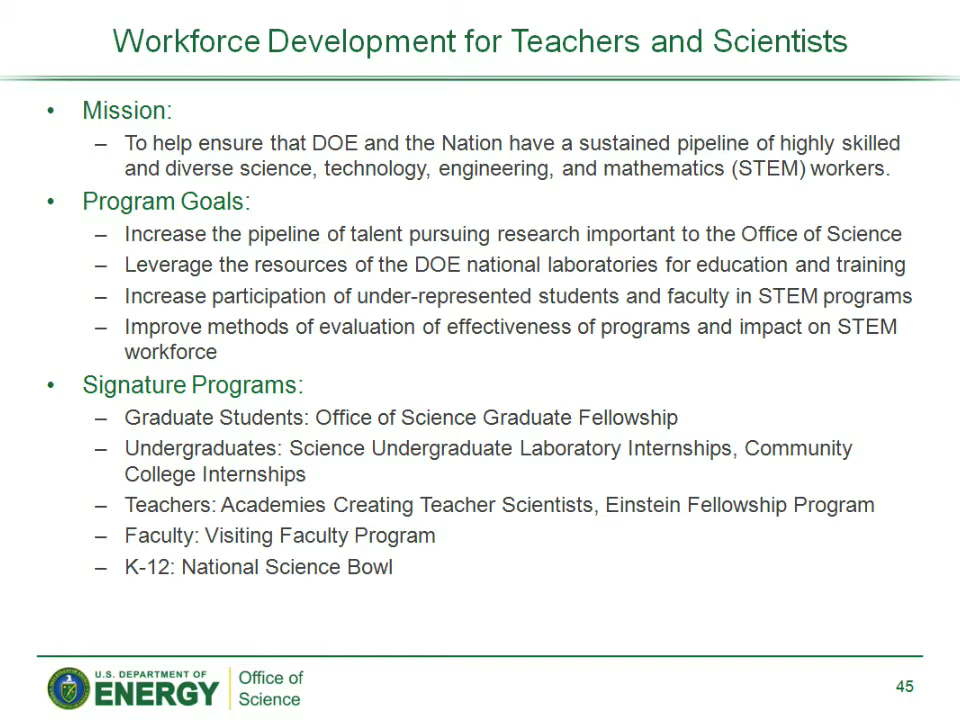 Workforce Development for Teachers and Scientists
• Mission:
– To help ensure that DOE and the Nation have a sustained pipeline of highly skilled
and diverse science, technology, engineering, and mathematics (STEM) workers.
• Program Goals:
– Increase the pipeline of talent pursuing research important to the Office of Science
– Leverage the resources of the DOE national laboratories for education and training
– Increase participation of under-represented students and faculty in STEM programs
– Improve methods of evaluation of effectiveness of programs and impact on STEM
workforce
• Signature Programs:
– Graduate Students: Office of Science Graduate Fellowship
– Undergraduates: Science Undergraduate Laboratory Internships, Community
College Internships
– Teachers: Academies Creating Teacher Scientists, Einstein Fellowship Program
– Faculty: Visiting Faculty Program
– K-12: National Science Bowl
U.S. DEPARTMENT OF
ENERGY
Office of
Science
45